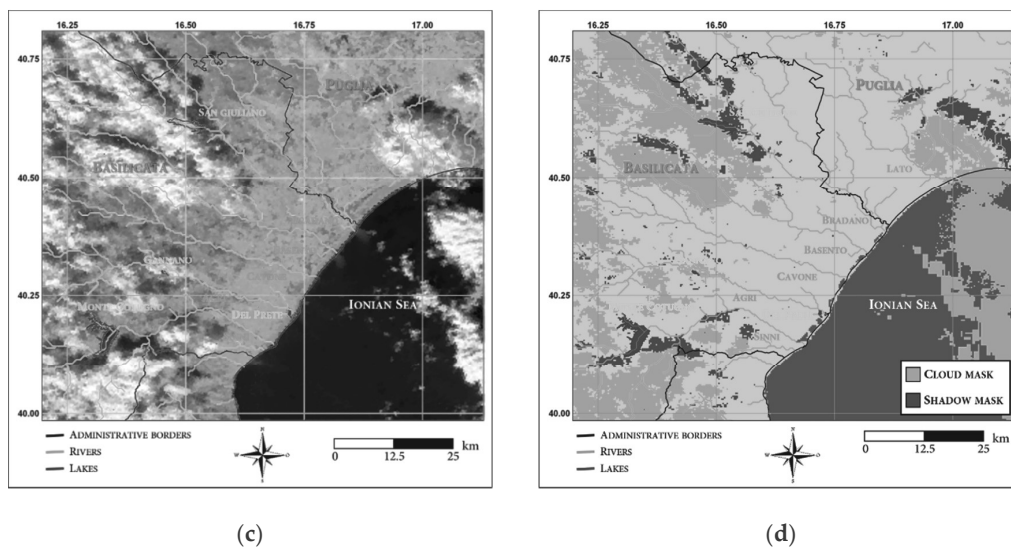 16.25 16.50 16.75 17.00
40.75
PUGLIA
SAN GIULIANO
BASILICATA
40.50
GANNANO
40.25
IONIAN SEA
DEL PRETE
40.00
ADMINISTRATIVE BORDERS
RIVERS
LAKES
0 12.5 25 km
N
W O
S
(c)
16.25 16.50 16.75 17.00
40.75
PUGLIA
BASILICATA
LATO
40.50
BRADANO
BASENTO
CAVONE
40.25
AGRI
IONIAN SEA
SINNI
CLOUD MASK
SHADOW MASK
40.00
ADMINISTRATIVE BORDERS
RIVERS
LAKES
0 12.5 25 km
N
W O
S
(d)